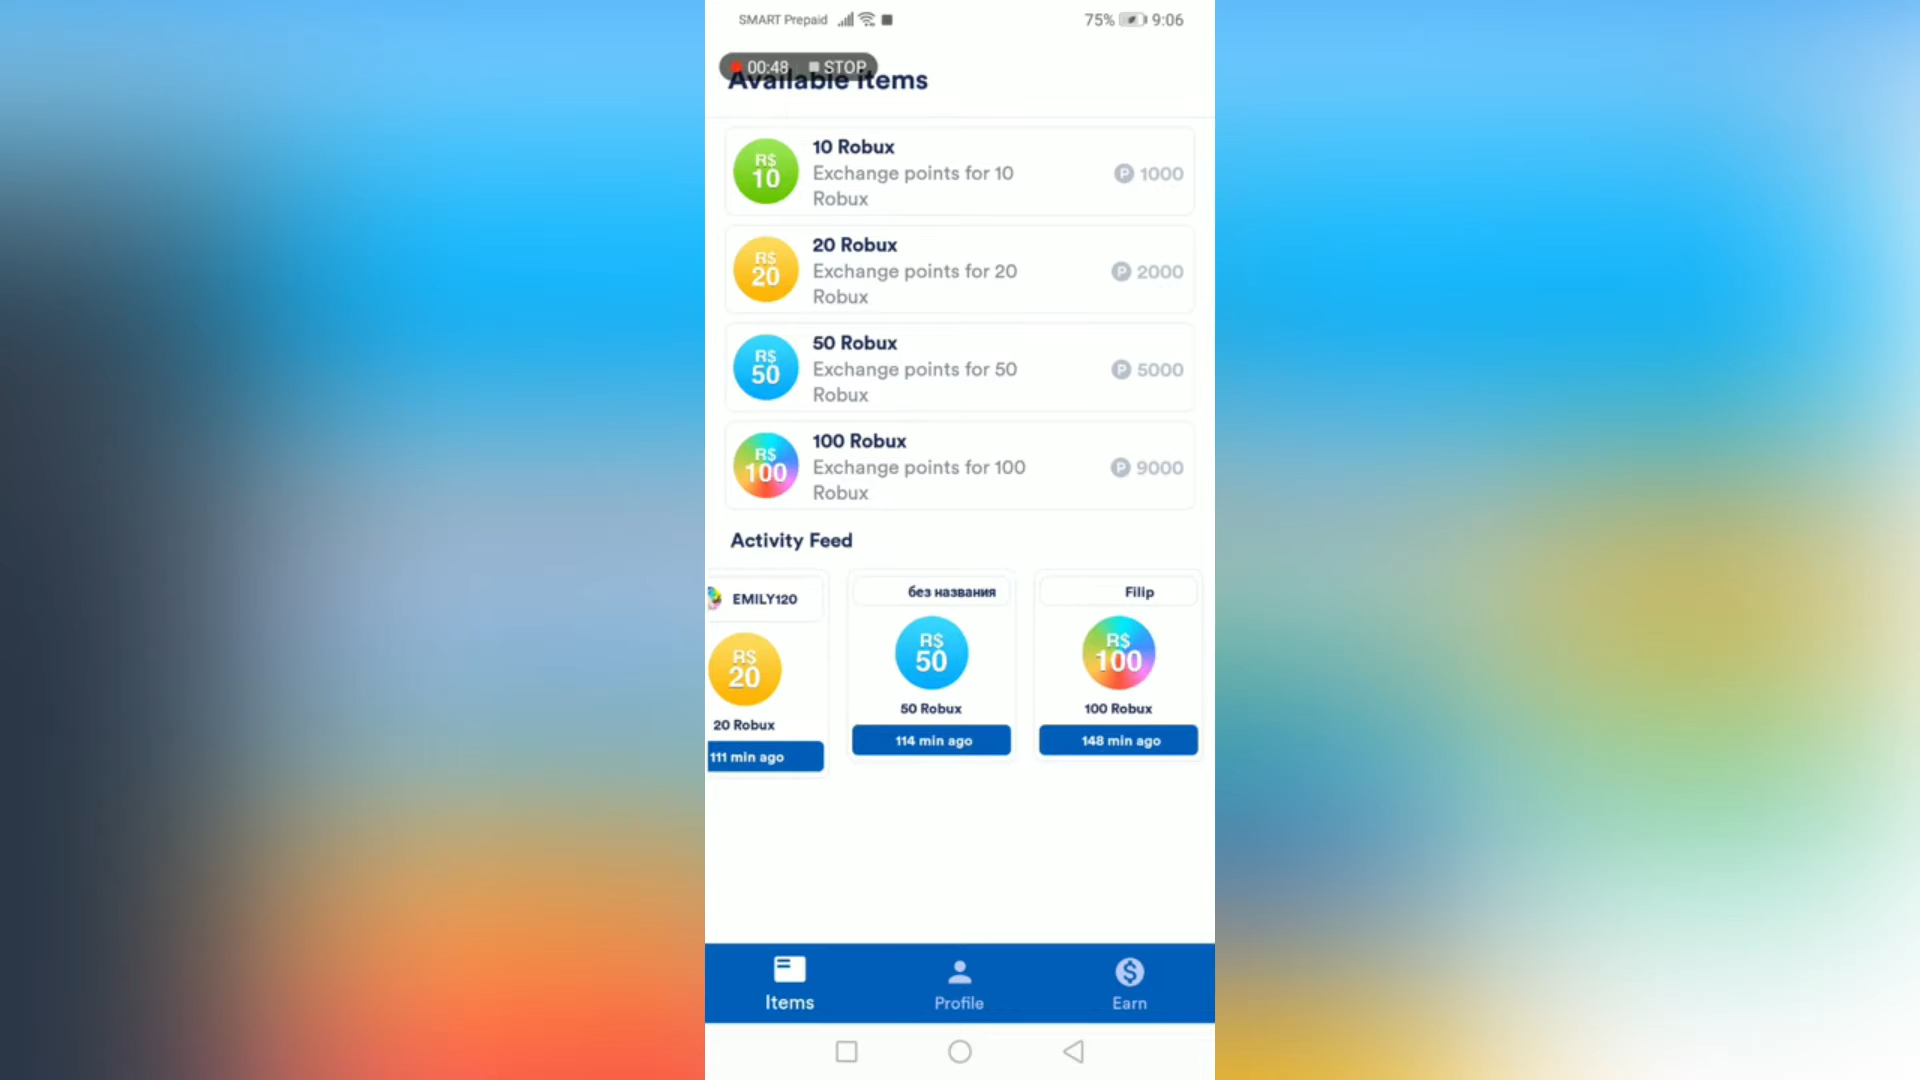 SMART Prepaid
75% 9:06
00:48 STOP
Available items
R$ 10
10 Robux
Exchange points for 10
Robux
P 1000
R$ 20
20 Robux
Exchange points for 20
Robux
P 2000
R$ 50
50 Robux
Exchange points for 50
Robux
P 5000
R$ 100
100 Robux
Exchange points for 100
Robux
P 9000
Activity Feed
EMILY120
R$ 20
20 Robux
111 min ago
без названия
R$ 50
50 Robux
114 min ago
Filip
R$ 100
100 Robux
148 min ago
Items
Profile
Earn